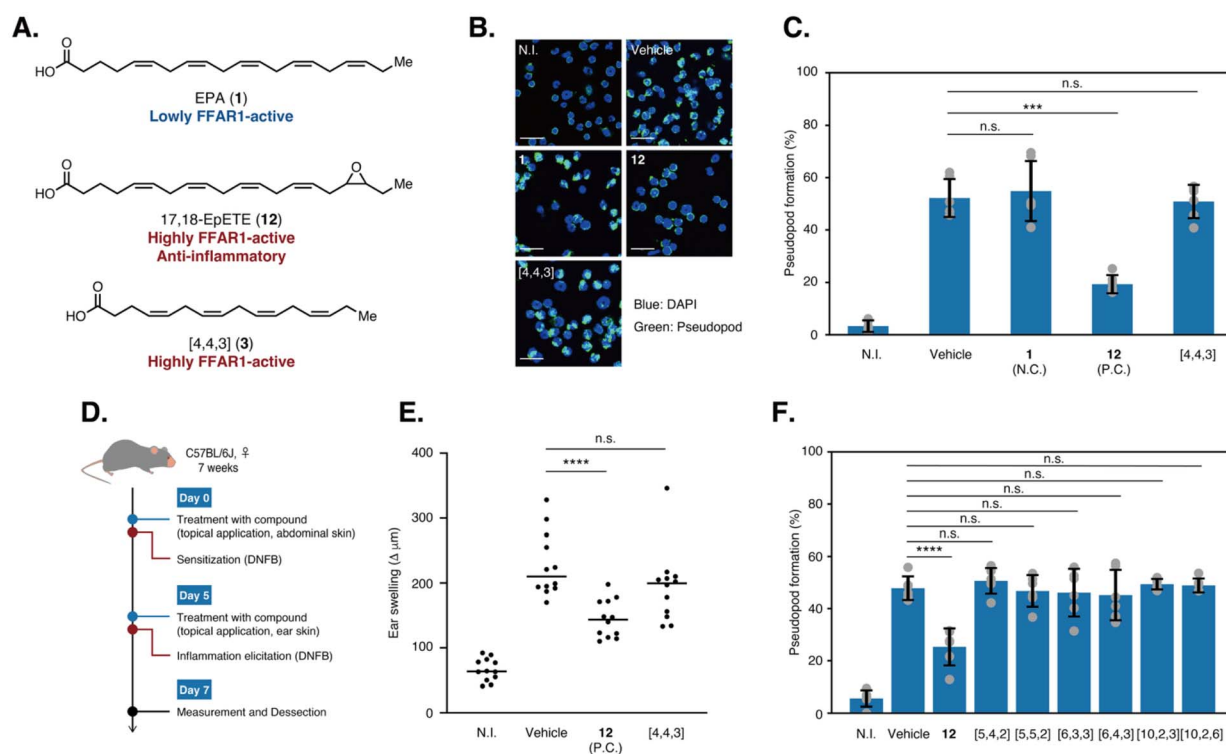 A.
O
HO
Me
EPA (1)
Lowly FFAR1-active
O
HO
O
Me
17,18-EpETE (12)
Highly FFAR1-active
Anti-inflammatory
O
HO
Me
[4,4,3] (3)
Highly FFAR1-active
B.
N.I.
Vehicle
1
12
[4,4,3]
Blue: DAPI
Green: Pseudopod
C.
Pseudopod formation (%)
100
80
60
40
20
0
n.s.
***
n.s.
N.I.
Vehicle
1
(N.C.)
12
(P.C.)
[4,4,3]
D.
C57BL/6J, ♀
7 weeks
Day 0
Treatment with compound
(topical application, abdominal skin)
Sensitization (DNFB)
Day 5
Treatment with compound
(topical application, ear skin)
Inflammation elicitation (DNFB)
Day 7
Measurement and Dessection
E.
Ear swelling (Δ μm)
400
300
200
100
0
n.s.
****
N.I.
Vehicle
12
(P.C.)
[4,4,3]
F.
Pseudopod formation (%)
100
80
60
40
20
0
n.s.
n.s.
n.s.
n.s.
n.s.
n.s.
****
N.I.
Vehicle
12
[5,4,2]
[5,5,2]
[6,3,3]
[6,4,3]
[10,2,3]
[10,2,6]